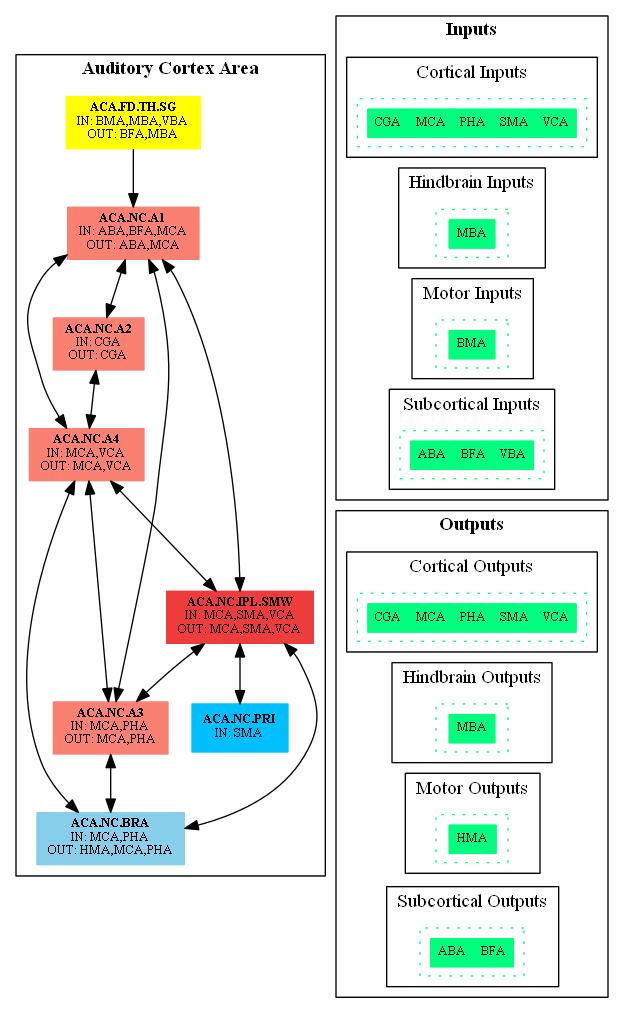 Auditory Cortex Area
ACA.FD.TH.SG
IN: BMA,MBA,VBA
OUT: BFA,MBA
ACA.NC.A1
IN: ABA,BFA,MCA
OUT: ABA,MCA
ACA.NC.A2
IN: CGA
OUT: CGA
ACA.NC.A4
IN: MCA,VCA
OUT: MCA,VCA
ACA.NC.IPL.SMW
IN: MCA,SMA,VCA
OUT: MCA,SMA,VCA
ACA.NC.A3
IN: MCA,PHA
OUT: MCA,PHA
ACA.NC.PRI
IN: SMA
ACA.NC.BRA
IN: MCA,PHA
OUT: HMA,MCA,PHA
Inputs
Cortical Inputs
CGA MCA PHA SMA VCA
Hindbrain Inputs
MBA
Motor Inputs
BMA
Subcortical Inputs
ABA BFA VBA
Outputs
Cortical Outputs
CGA MCA PHA SMA VCA
Hindbrain Outputs
MBA
Motor Outputs
HMA
Subcortical Outputs
ABA BFA